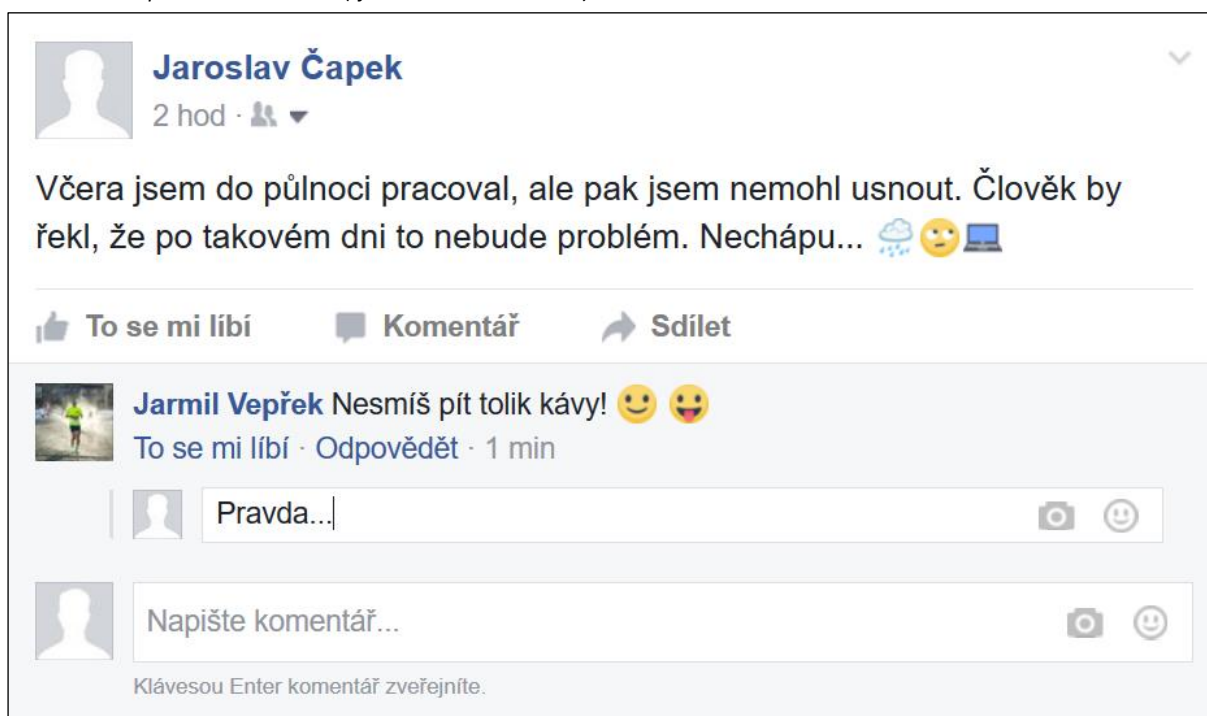 Jaroslav Čapek
2 hod ·
Včera jsem do půlnoci pracoval, ale pak jsem nemohl usnout. Člověk by
řekl, že po takovém dni to nebude problém. Nechápu... 🌧️🙄💻
To se mi líbí Komentář Sdílet
Jarmil Vepřek Nesmíš pít tolik kávy! 🙂 😛
To se mi líbí · Odpovědět · 1 min
Pravda...
Napište komentář...
Klávesou Enter komentář zveřejníte.